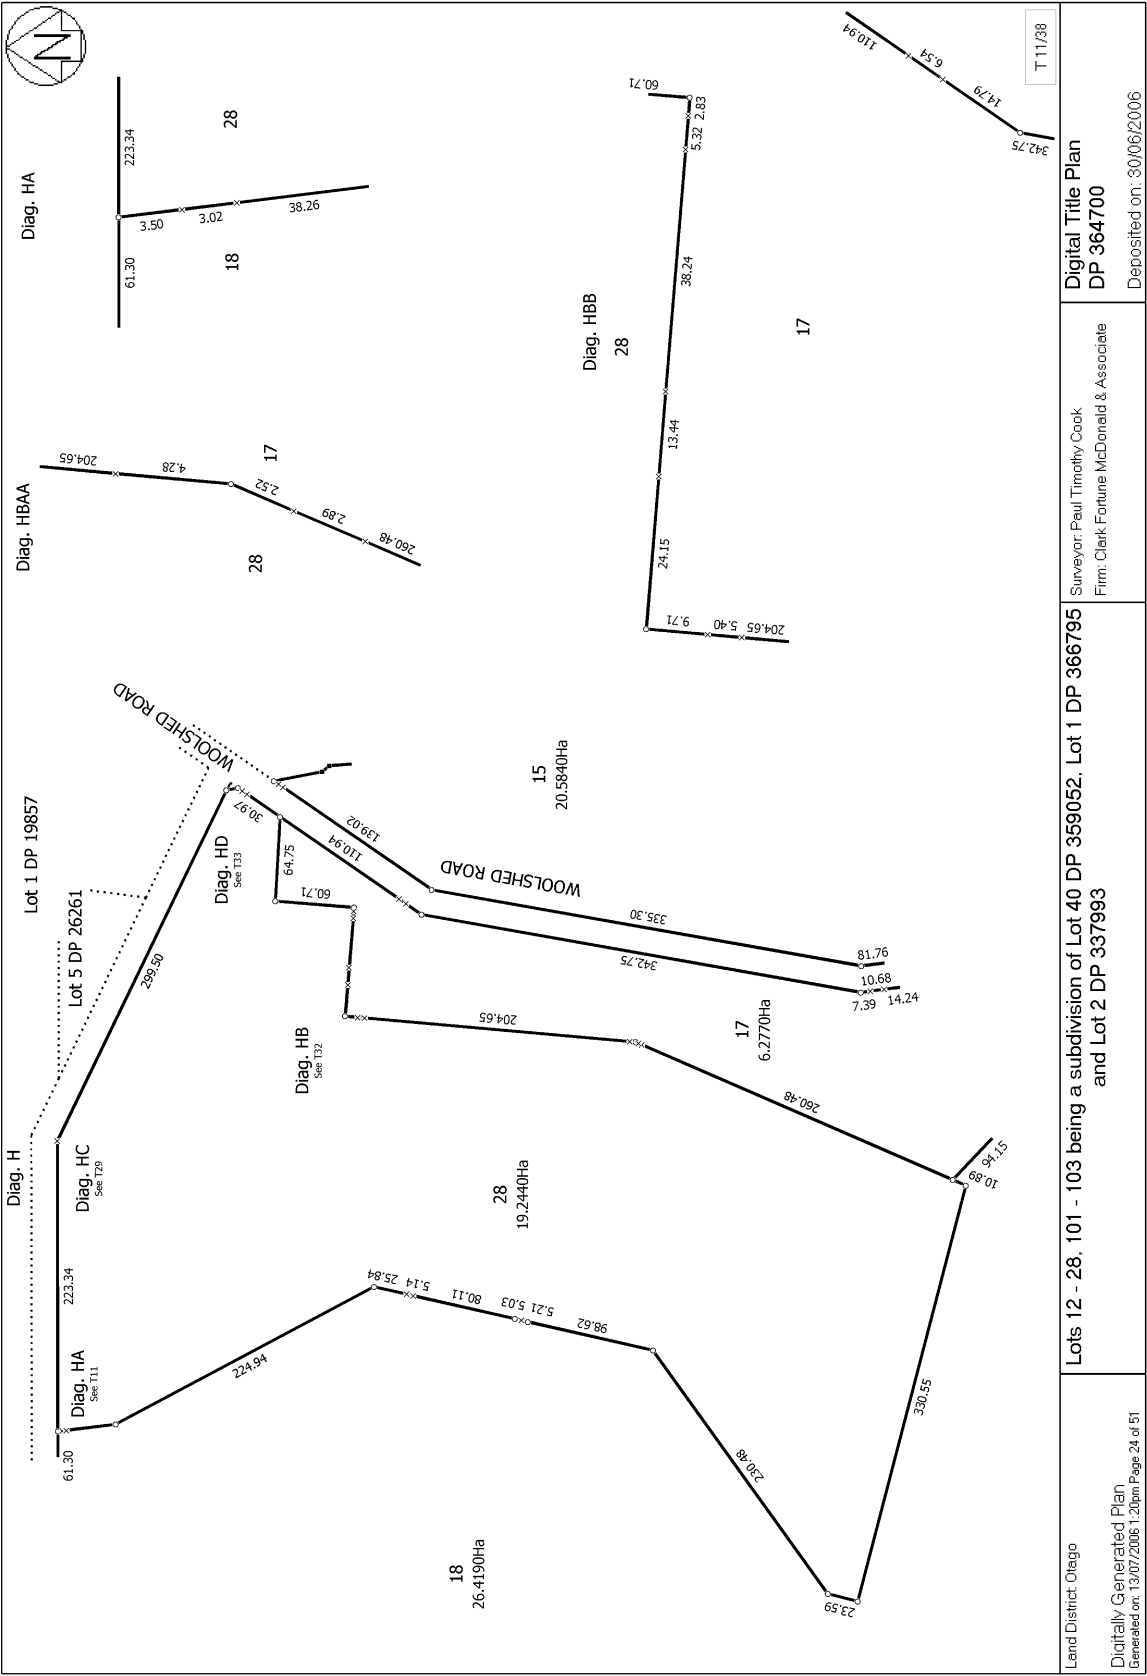 Diag. H
Lot 1 DP 19857
Diag. HBAA
Diag. HA
N
61.30
223.34
Diag. HA
See T11
Diag. HC
See T29
299.50
Lot 5 DP 26261
WOOLSHED ROAD
30.97
Diag. HD
See T33
64.75
60.71
110.94
139.02
WOOLSHED ROAD
335.30
342.75
81.76
10.68
7.39
14.24
Diag. HB
See T32
204.65
260.48
94.15
10.89
330.55
23.59
230.48
98.62
5.21
5.03
80.11
5.14
25.84
224.94
18
26.4190Ha
28
19.2440Ha
17
6.2770Ha
15
20.5840Ha
204.65
4.28
17
2.52
2.89
260.48
28
61.30
223.34
28
3.50
3.02
38.26
18
Diag. HBB
28
60.71
2.83
5.32
38.24
13.44
24.15
9.71
5.40
204.65
17
110.94
6.54
14.79
342.75
T 11/38
Land District: Otago
Digitally Generated Plan
Generated on: 13/07/2006 1:20pm Page 24 of 51
Lots 12 - 28, 101 - 103 being a subdivision of Lot 40 DP 359052, Lot 1 DP 366795
and Lot 2 DP 337993
Surveyor: Paul Timothy Cook
Firm: Clark Fortune McDonald & Associate
Digital Title Plan
DP 364700
Deposited on: 30/06/2006